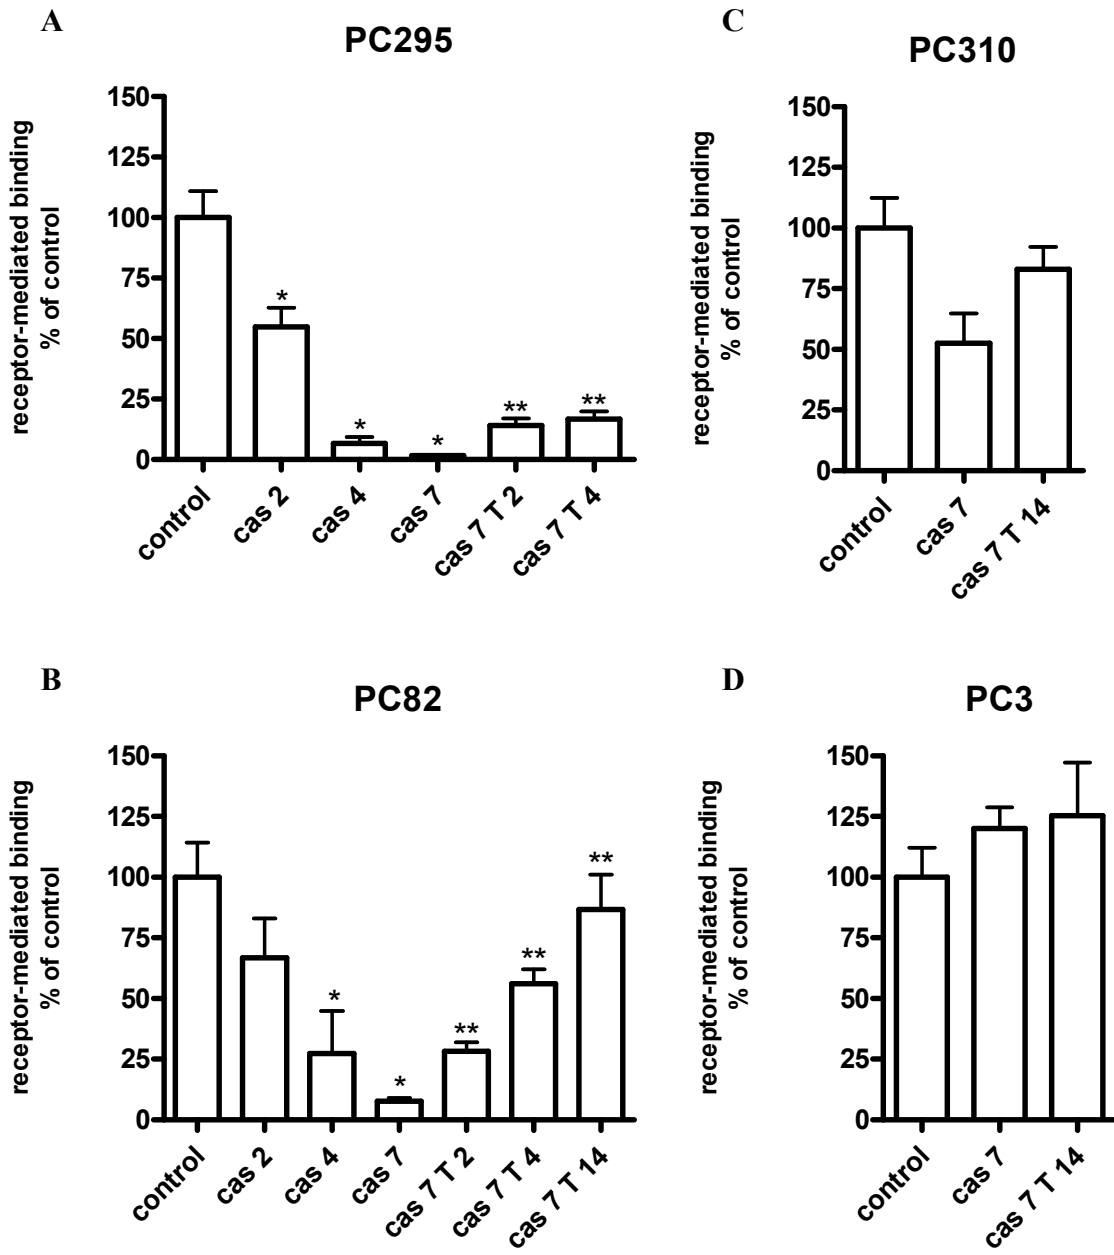 A
PC295
receptor-mediated binding
% of control
150
125
100
75
50
25
0
*
*
*
**
**
control
cas 2
cas 4
cas 7
cas 7 T 2
cas 7 T 4
C
PC310
receptor-mediated binding
% of control
150
125
100
75
50
25
0
control
cas 7
cas 7 T 14
B
PC82
receptor-mediated binding
% of control
150
125
100
75
50
25
0
*
*
**
**
**
control
cas 2
cas 4
cas 7
cas 7 T 2
cas 7 T 4
cas 7 T 14
D
PC3
receptor-mediated binding
% of control
150
125
100
75
50
25
0
control
cas 7
cas 7 T 14